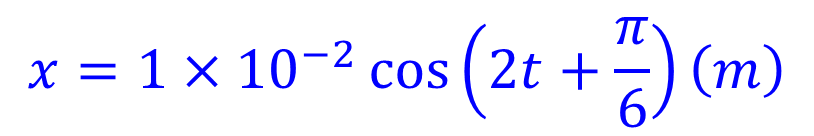 x = 1 × 10⁻² cos(2t + π/6) (m)